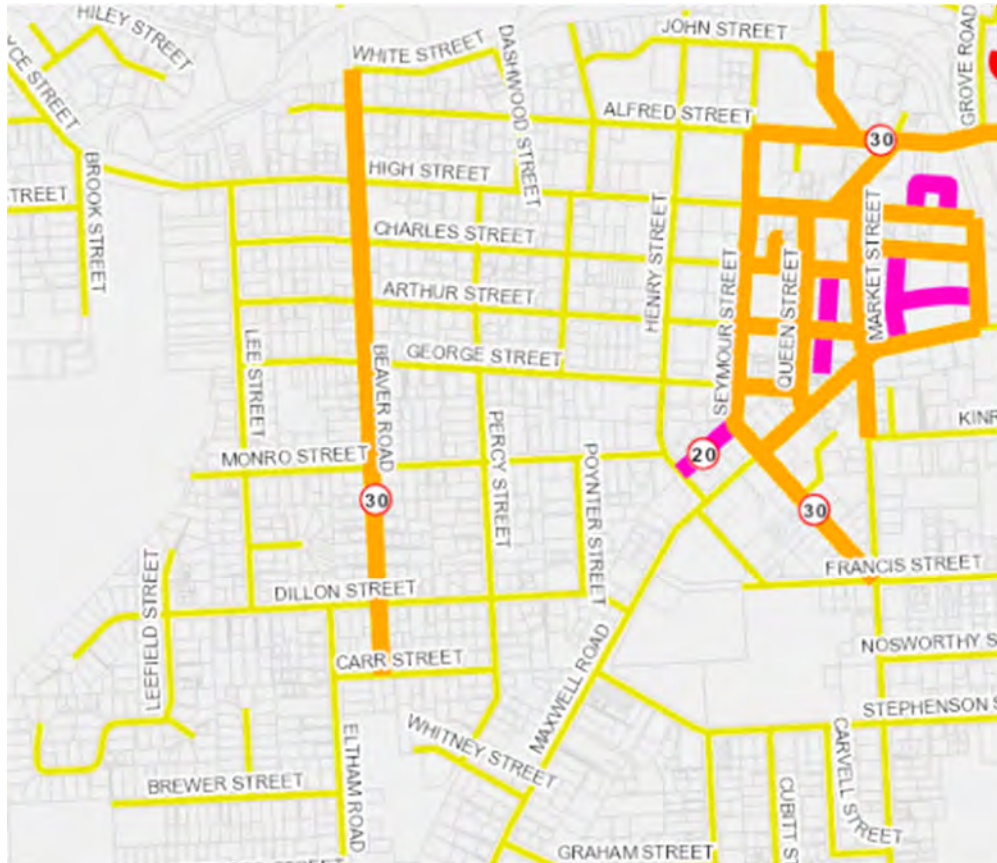 HILEY STREET
WHITE STREET
DASHWOOD STREET
JOHN STREET
GROVE ROAD
YCE STREET
ALFRED STREET
30
BROOK STREET
HIGH STREET
STREET
HENRY STREET
MARKET STREET
CHARLES STREET
SEYMOUR STREET
QUEEN STREET
ARTHUR STREET
LEE STREET
BEAVER ROAD
GEORGE STREET
PERCY STREET
KINR
MONRO STREET
20
POYNTER STREET
30
30
LEEFIELD STREET
DILLON STREET
FRANCIS STREET
CARR STREET
MAXWELL ROAD
NOSWORTHY S
STEPHENSON S
ELTHAM ROAD
WHITNEY STREET
CARVELL STREET
BREWER STREET
CUBITT S
GRAHAM STREET
STREET